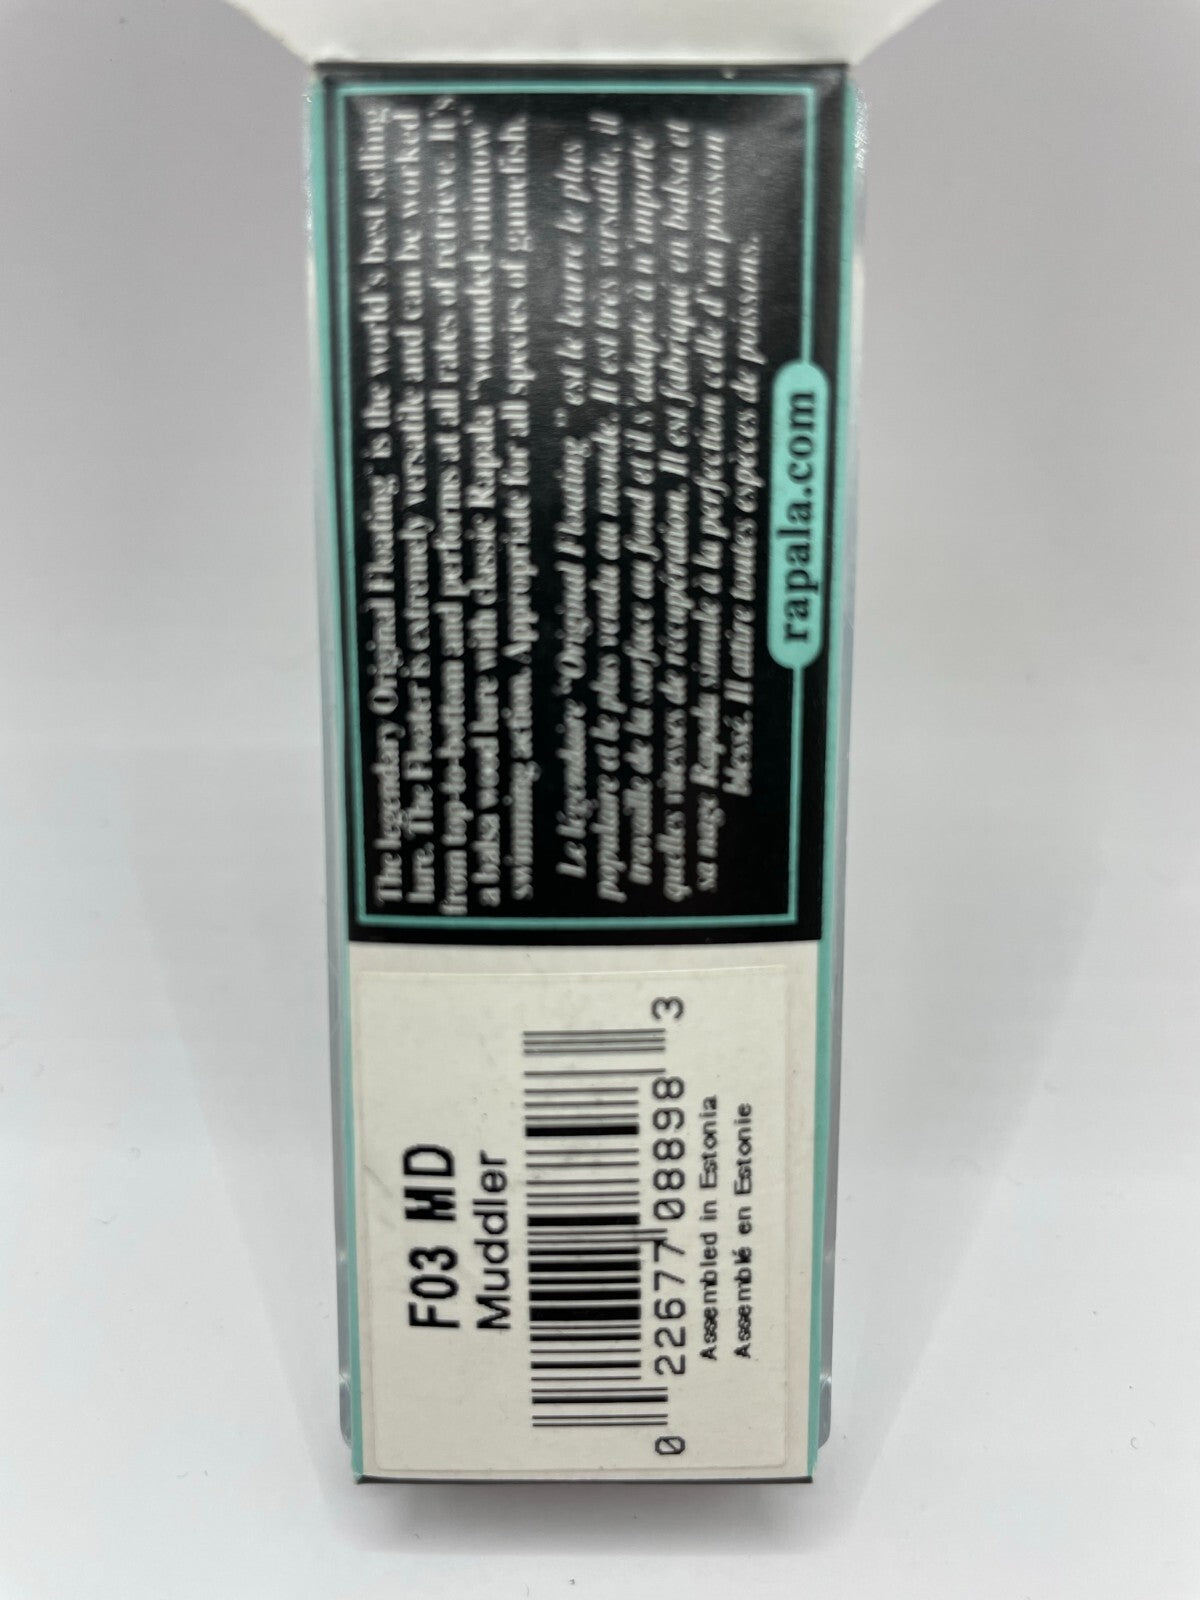 The legendary Original Floating® is the world's best selling
lure. The Floater is extremely versatile and can be worked
from top-to-bottom and performs at all rates of retrieve. It's
a balsa wood lure with classic Rapala "wounded-minnow"
swimming action. Appropriate for all species of gamefish.
Le légendaire "Original Floating" est le leurre le plus
populaire et le plus vendu au monde. Il est très versatile, il
travaille de la surface au fond et il s'adapte à n'importe
quelles vitesses de récupération. Il est fabriqué en balsa et
sa nage Rapala simule à la perfection celle d'un poisson
blessé. Il attire toutes espèces de poissons.
rapala.com
F03 MD
Muddler
0 22677 08898 3
Assembled in Estonia
Assemblé en Estonie